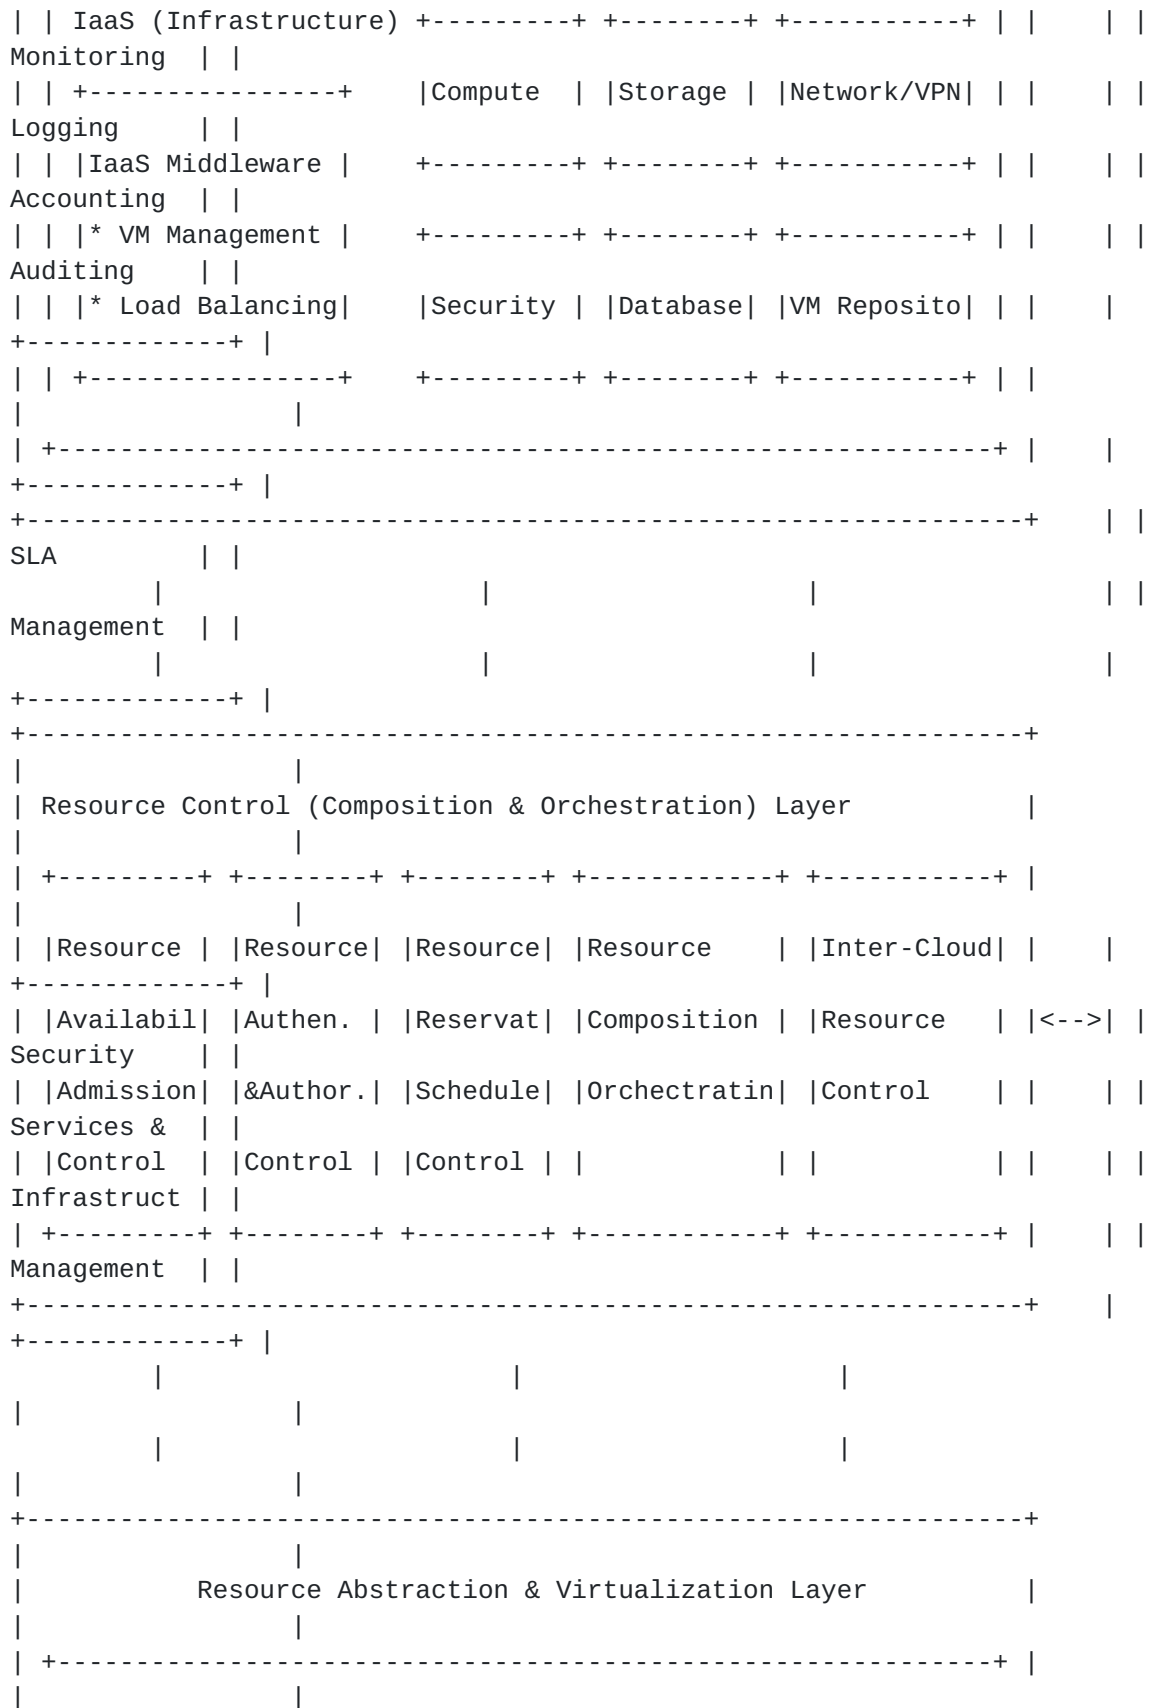 | | IaaS (Infrastructure) +---------+ +--------+ +-----------+ | |    | |
Monitoring  | |
| | +----------------+    |Compute  | |Storage | |Network/VPN| | |    | |
Logging     | |
| | |IaaS Middleware |    +---------+ +--------+ +-----------+ | |    | |
Accounting  | |
| | |* VM Management |    +---------+ +--------+ +-----------+ | |    | |
Auditing    | |
| | |* Load Balancing|    |Security | |Database| |VM Reposito| | |    |
+-------------+ |
| | +----------------+    +---------+ +--------+ +-----------+ | |
|                 |
| +------------------------------------------------------------+ |    |
+-------------+ |
+----------------------------------------------------------------+    | |
SLA         | |
         |                    |                    |                  | |
Management  | |
         |                    |                    |                  |
+-------------+ |
+----------------------------------------------------------------+
|                 |
| Resource Control (Composition & Orchestration) Layer           |
|                 |
| +---------+ +--------+ +--------+ +------------+ +-----------+ |
|                 |
| |Resource | |Resource| |Resource| |Resource    | |Inter-Cloud| |    |
+-------------+ |
| |Availabil| |Authen. | |Reservat| |Composition | |Resource   | |<-->| |
Security    | |
| |Admission| |&Author.| |Schedule| |Orchectratin| |Control    | |    | |
Services &  | |
| |Control  | |Control | |Control | |            | |           | |    | |
Infrastruct | |
| +---------+ +--------+ +--------+ +------------+ +-----------+ |    | |
Management  | |
+----------------------------------------------------------------+    |
+-------------+ |
         |                      |                    |
|                 |
         |                      |                    |
|                 |
+----------------------------------------------------------------+
|                 |
|           Resource Abstraction & Virtualization Layer          |
|                 |
| +------------------------------------------------------------+ |
|                 |